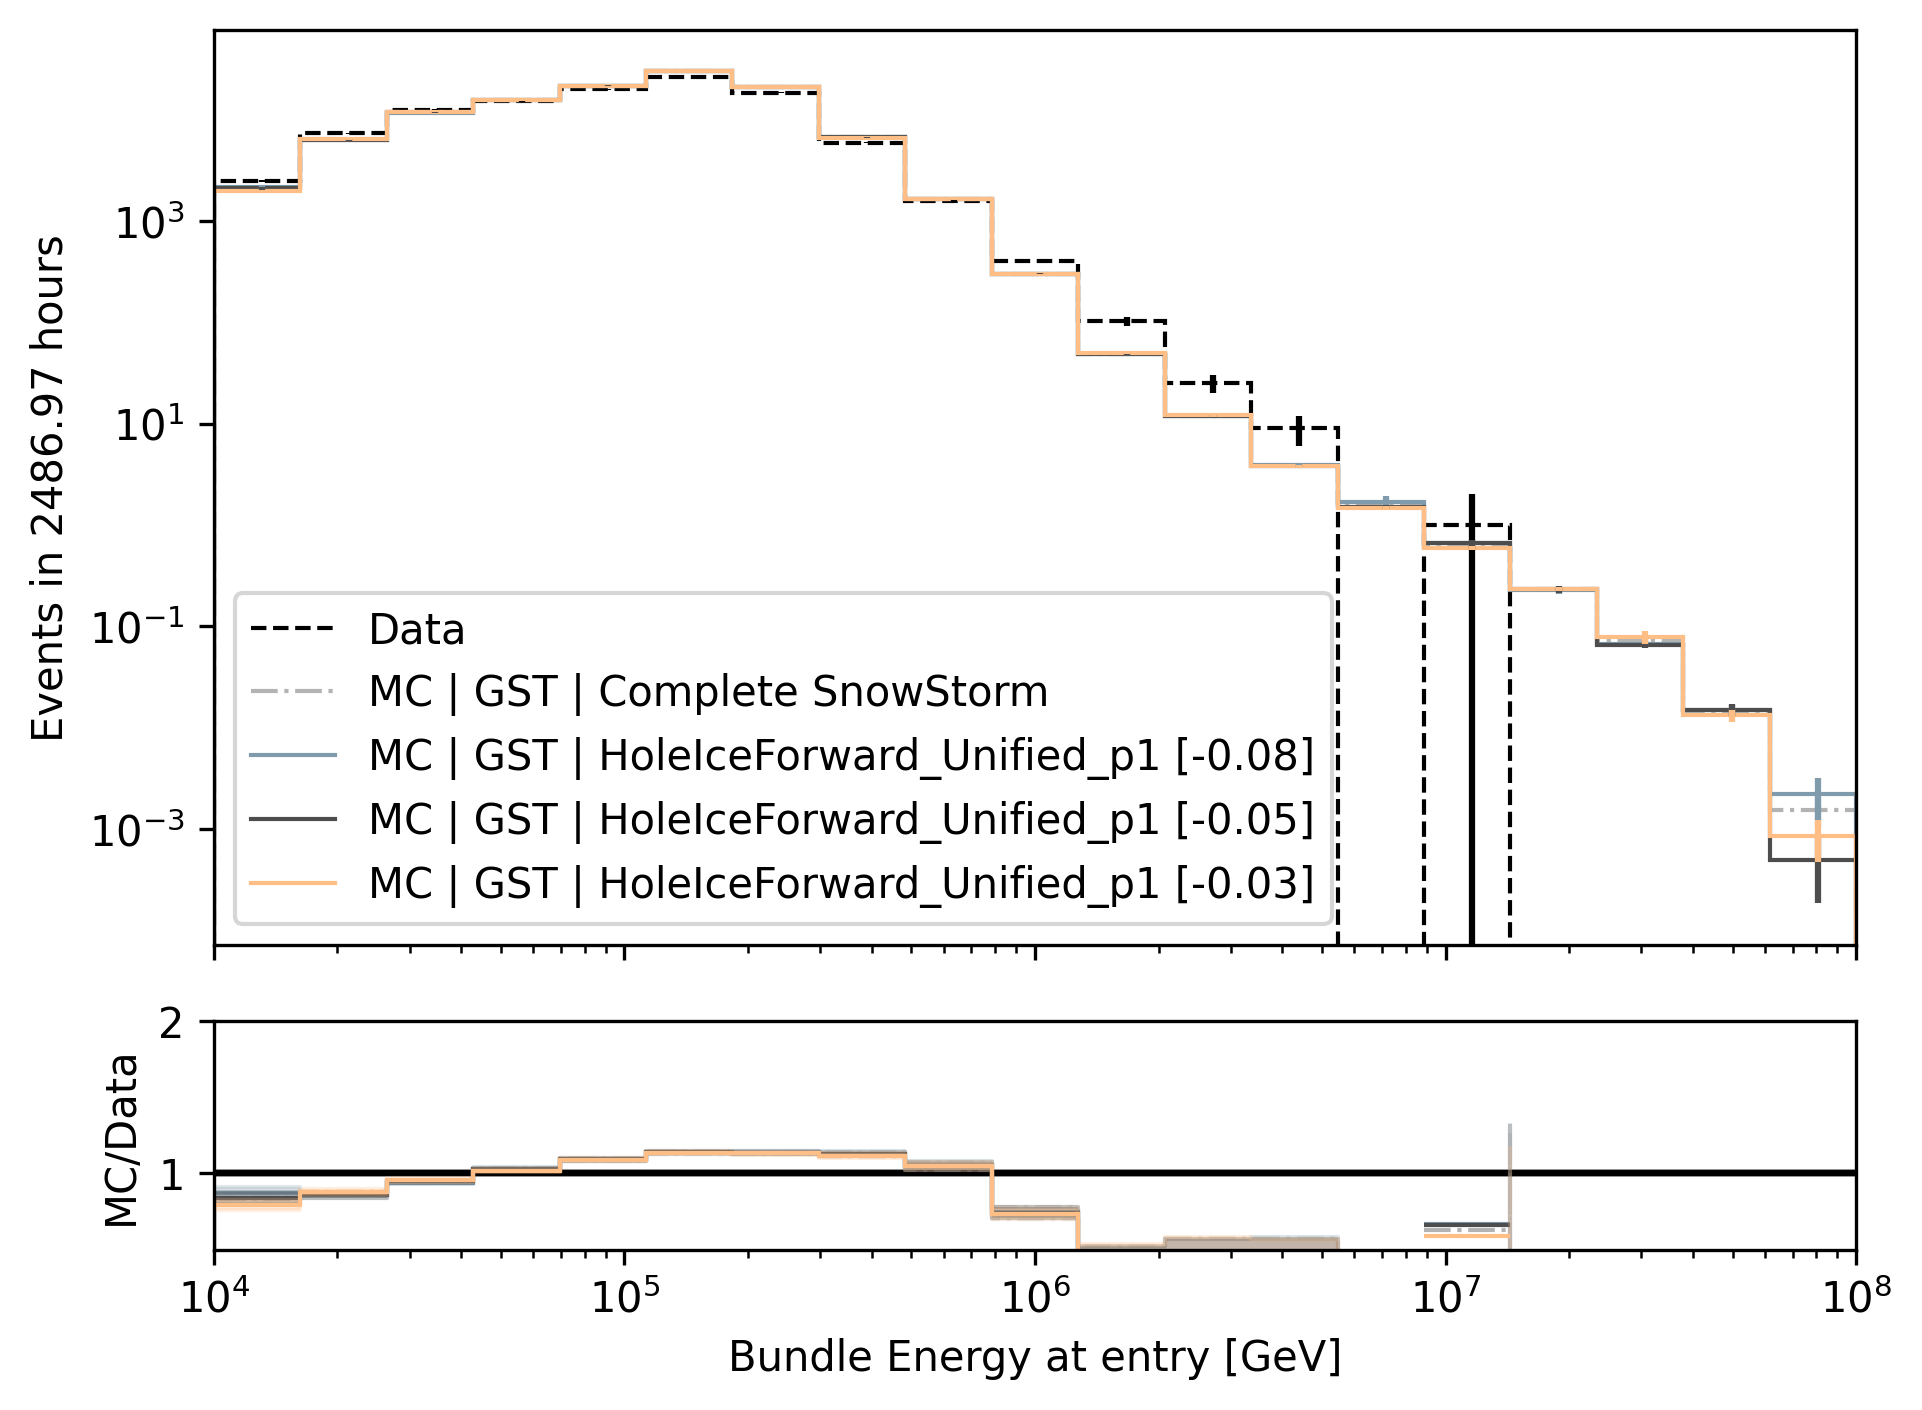 Events in 2486.97 hours
10³
10¹
10⁻¹
10⁻³
Data
MC | GST | Complete SnowStorm
MC | GST | HoleIceForward_Unified_p1 [-0.08]
MC | GST | HoleIceForward_Unified_p1 [-0.05]
MC | GST | HoleIceForward_Unified_p1 [-0.03]
MC/Data
2
1
10⁴ 10⁵ 10⁶ 10⁷ 10⁸
Bundle Energy at entry [GeV]